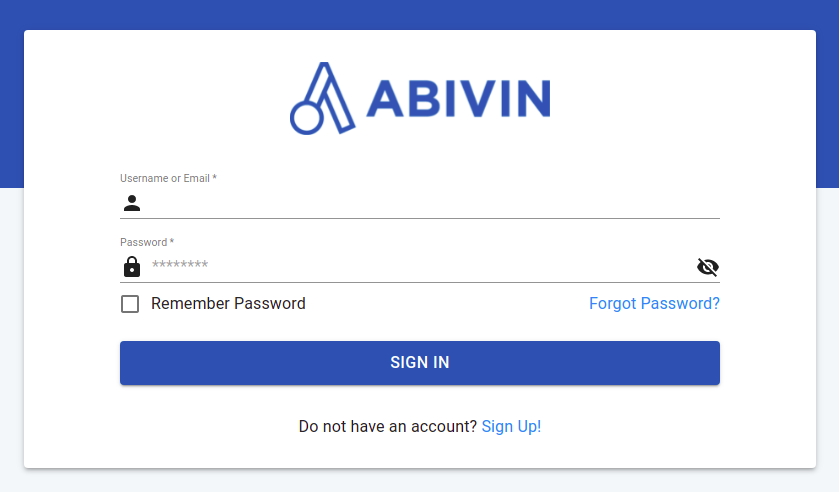 ABIVIN
Username or Email *
Password *
********
Remember Password
Forgot Password?
SIGN IN
Do not have an account? Sign Up!